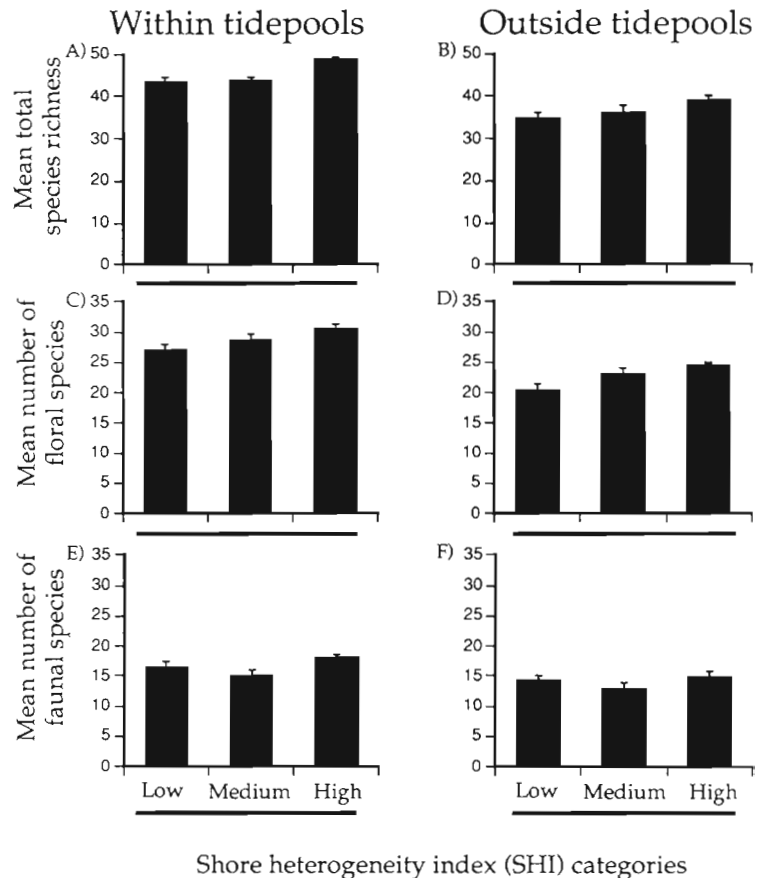 Within tidepools
Outside tidepools
A)
50
40
30
20
10
0
Mean total
species richness
B)
50
40
30
20
10
0
C)
35
30
25
20
15
10
5
0
Mean number of
floral species
D)
35
30
25
20
15
10
5
0
E)
35
30
25
20
15
10
5
0
Mean number of
faunal species
Low Medium High
F)
35
30
25
20
15
10
5
0
Low Medium High
Shore heterogeneity index (SHI) categories